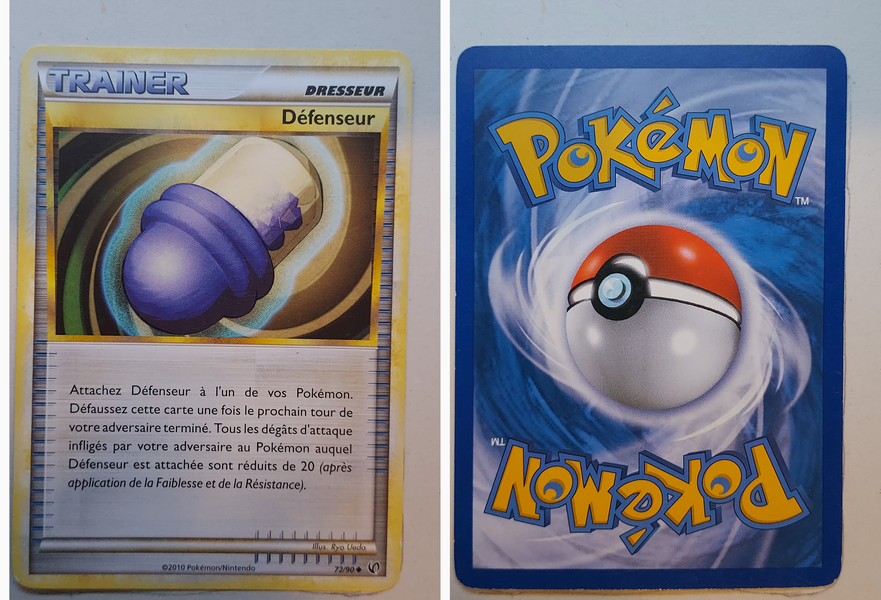 TRAINER
DRESSEUR
Défenseur
Attachez Défenseur à l'un de vos Pokémon.
Défaussez cette carte une fois le prochain tour de
votre adversaire terminé. Tous les dégâts d'attaque
infligés par votre adversaire au Pokémon auquel
Défenseur est attachée sont réduits de 20 (après
application de la Faiblesse et de la Résistance).
Illus. Ryo Ueda
©2010 Pokémon/Nintendo
72/90
POKéMON
TM
TM
POKéMON